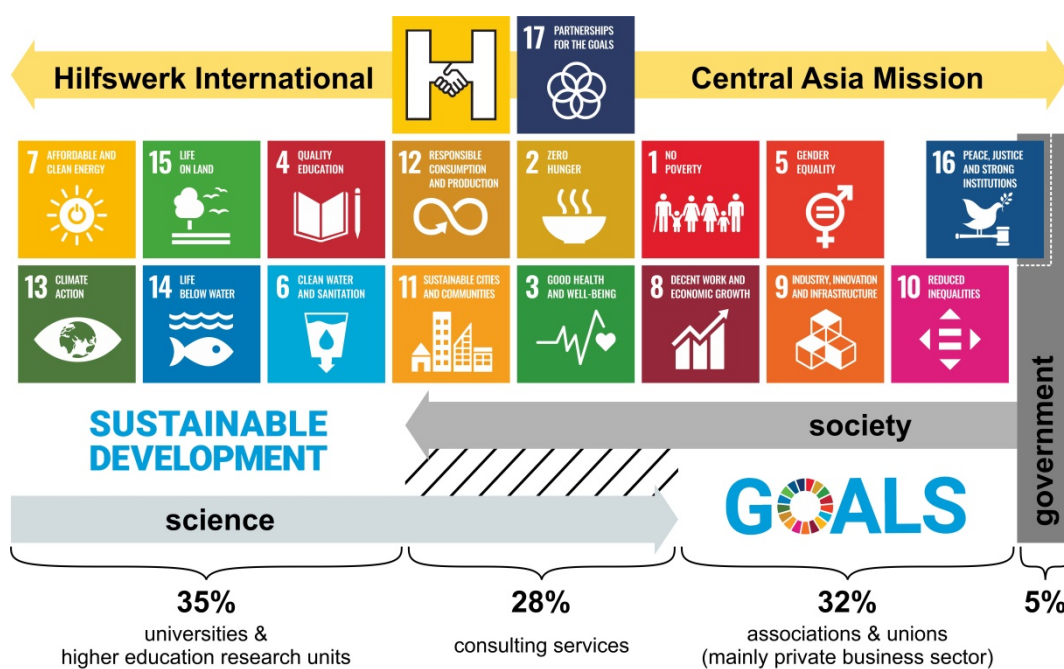 Hilfswerk International
H
17 PARTNERSHIPS
FOR THE GOALS
Central Asia Mission
7 AFFORDABLE AND
CLEAN ENERGY
15 LIFE
ON LAND
4 QUALITY
EDUCATION
12 RESPONSIBLE
CONSUMPTION
AND PRODUCTION
2 ZERO
HUNGER
1 NO
POVERTY
5 GENDER
EQUALITY
16 PEACE, JUSTICE
AND STRONG
INSTITUTIONS
13 CLIMATE
ACTION
14 LIFE
BELOW WATER
6 CLEAN WATER
AND SANITATION
11 SUSTAINABLE CITIES
AND COMMUNITIES
3 GOOD HEALTH
AND WELL-BEING
8 DECENT WORK AND
ECONOMIC GROWTH
9 INDUSTRY, INNOVATION
AND INFRASTRUCTURE
10 REDUCED
INEQUALITIES
SUSTAINABLE
DEVELOPMENT
society
government
science
GOALS
35%
universities &
higher education research units
28%
consulting services
32%
associations & unions
(mainly private business sector)
5%